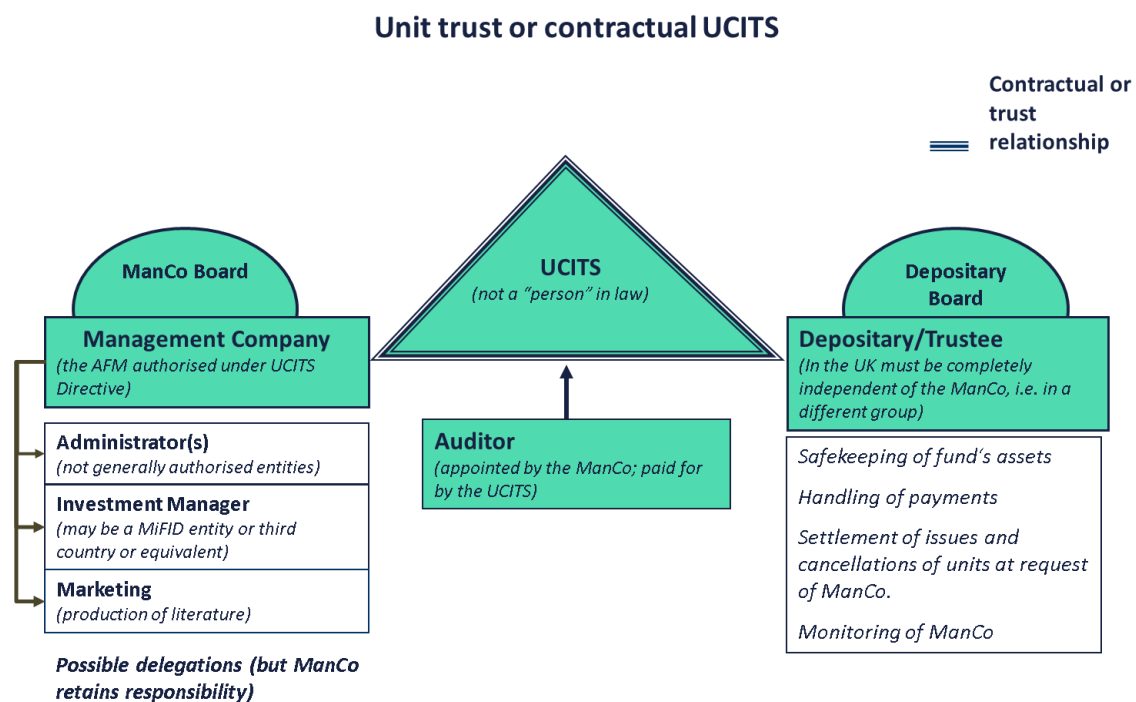 Unit trust or contractual UCITS
Contractual or
trust
relationship
ManCo Board
UCITS
(not a “person” in law)
Depositary
Board
Management Company
(the AFM authorised under UCITS
Directive)
Depositary/Trustee
(In the UK must be completely
independent of the ManCo, i.e. in a
different group)
Administrator(s)
(not generally authorised entities)
Investment Manager
(may be a MiFID entity or third
country or equivalent)
Marketing
(production of literature)
Possible delegations (but ManCo
retains responsibility)
Auditor
(appointed by the ManCo; paid for
by the UCITS)
Safekeeping of fund‘s assets
Handling of payments
Settlement of issues and
cancellations of units at request
of ManCo.
Monitoring of ManCo